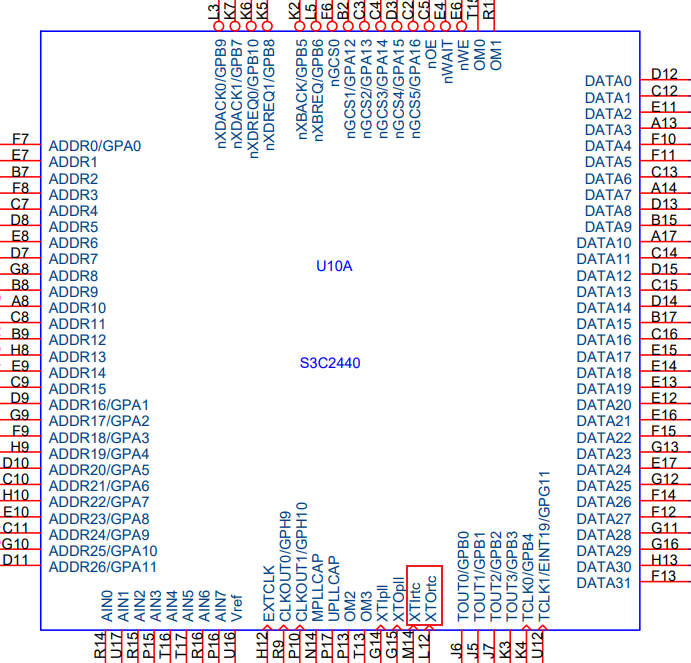 L3
K7
K6
K5
K2
L5
F6
B2
C3
C4
D3
C2
C5
E4
E6
nXDACK0/GPB9
nXDACK1/GPB7
nXDREQ0/GPB10
nXDREQ1/GPB8
nXBACK/GPB5
nXBREQ/GPB6
nGCS0
nGCS1/GPA12
nGCS2/GPA13
nGCS3/GPA14
nGCS4/GPA15
nGCS5/GPA16
nOE
nWAIT
nWE
OM0
OM1
F7 ADDR0/GPA0
E7 ADDR1
B7 ADDR2
F8 ADDR3
C7 ADDR4
D8 ADDR5
E8 ADDR6
D7 ADDR7
G8 ADDR8
B8 ADDR9
A8 ADDR10
C8 ADDR11
B9 ADDR12
H8 ADDR13
E9 ADDR14
C9 ADDR15
D9 ADDR16/GPA1
G9 ADDR17/GPA2
F9 ADDR18/GPA3
H9 ADDR19/GPA4
D10 ADDR20/GPA5
C10 ADDR21/GPA6
H10 ADDR22/GPA7
E10 ADDR23/GPA8
C11 ADDR24/GPA9
G10 ADDR25/GPA10
D11 ADDR26/GPA11
U10A
S3C2440
DATA0 D12
DATA1 C12
DATA2 E11
DATA3 A13
DATA4 F10
DATA5 F11
DATA6 C13
DATA7 A14
DATA8 D13
DATA9 B15
DATA10 A17
DATA11 C14
DATA12 D15
DATA13 C15
DATA14 D14
DATA15 B17
DATA16 C16
DATA17 E15
DATA18 E14
DATA19 E13
DATA20 E12
DATA21 E16
DATA22 F15
DATA23 G13
DATA24 E17
DATA25 G12
DATA26 F14
DATA27 F12
DATA28 G11
DATA29 G16
DATA30 H13
DATA31 F13
AIN0
AIN1
AIN2
AIN3
AIN4
AIN5
AIN6
AIN7
Vref
EXTCLK
CLKOUT0/GPH9
CLKOUT1/GPH10
MPLLCAP
UPLLCAP
OM2
OM3
XTIpll
XTOpll
XTIrtc
XTOrtc
TOUT0/GPB0
TOUT1/GPB1
TOUT2/GPB2
TOUT3/GPB3
TCLK0/GPB4
TCLK1/EINT19/GPG11
R14
U17
R15
P15
T16
T17
R16
P16
U16
H12
R9
P10
N14
P17
P13
T13
G14
G15
M14
L12
J6
J5
J7
K3
K4
U12